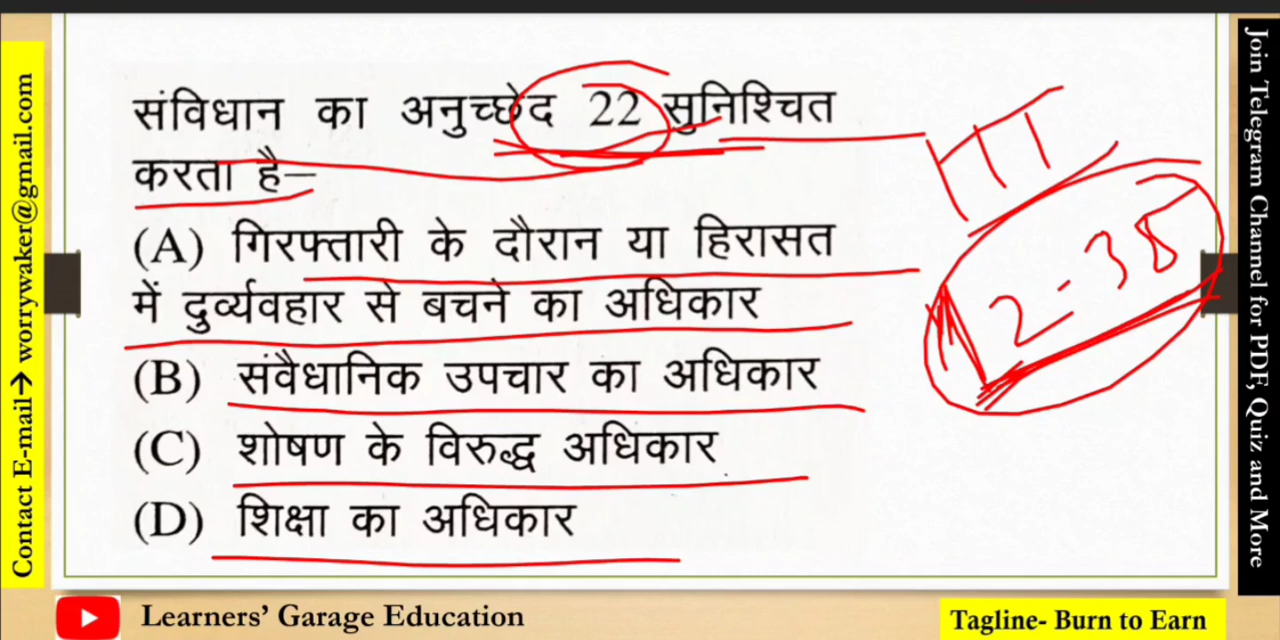 संविधान का अनुच्छेद 22 सुनिश्चित
करता है–
(A) गिरफ्तारी के दौरान या हिरासत
में दुर्व्यवहार से बचने का अधिकार
(B) संवैधानिक उपचार का अधिकार
(C) शोषण के विरुद्ध अधिकार
(D) शिक्षा का अधिकार
III
2-38
Contact E-mail→ worrywaker@gmail.com
Join Telegram Channel for PDF, Quiz and More
Learners’ Garage Education
Tagline- Burn to Earn